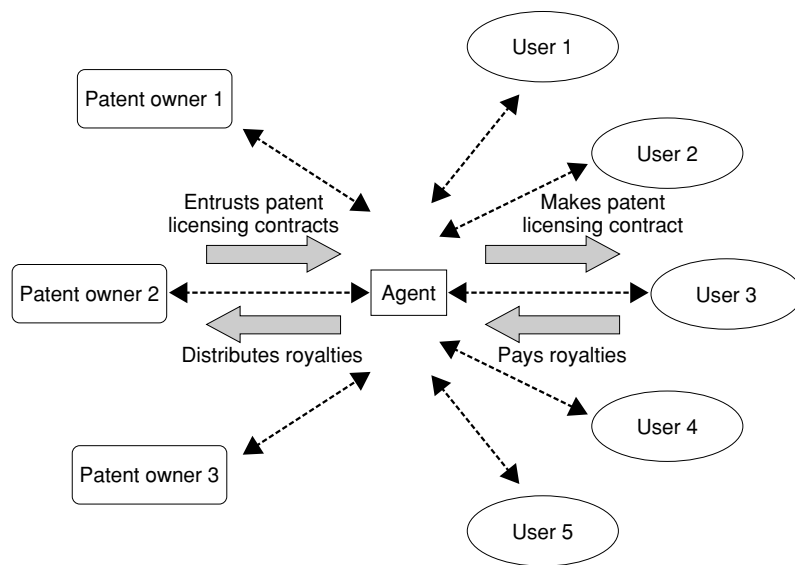 User 1
Patent owner 1
User 2
Entrusts patent
licensing contracts
Makes patent
licensing contract
Patent owner 2
Agent
User 3
Distributes royalties
Pays royalties
User 4
Patent owner 3
User 5